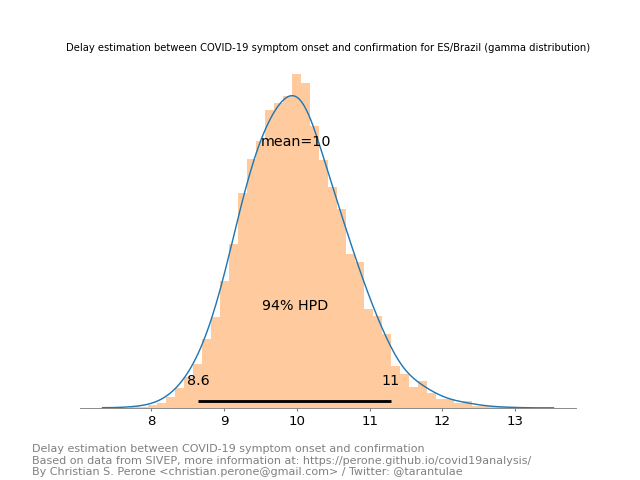 Delay estimation between COVID-19 symptom onset and confirmation for ES/Brazil (gamma distribution)
mean=10
94% HPD
8.6 11
8 9 10 11 12 13
Delay estimation between COVID-19 symptom onset and confirmation
Based on data from SIVEP, more information at: https://perone.github.io/covid19analysis/
By Christian S. Perone <christian.perone@gmail.com> / Twitter: @tarantulae